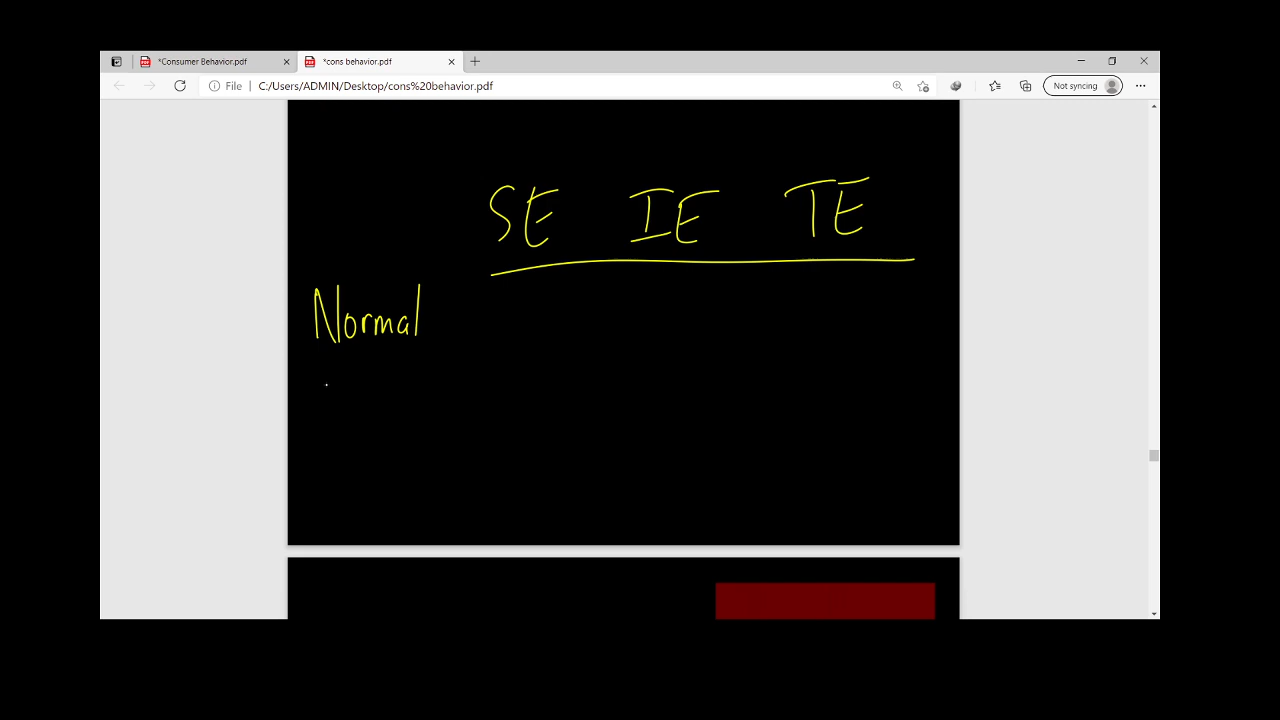 *Consumer Behavior.pdf *cons behavior.pdf
File C:/Users/ADMIN/Desktop/cons%20behavior.pdf Not syncing
SE IE TE
Normal